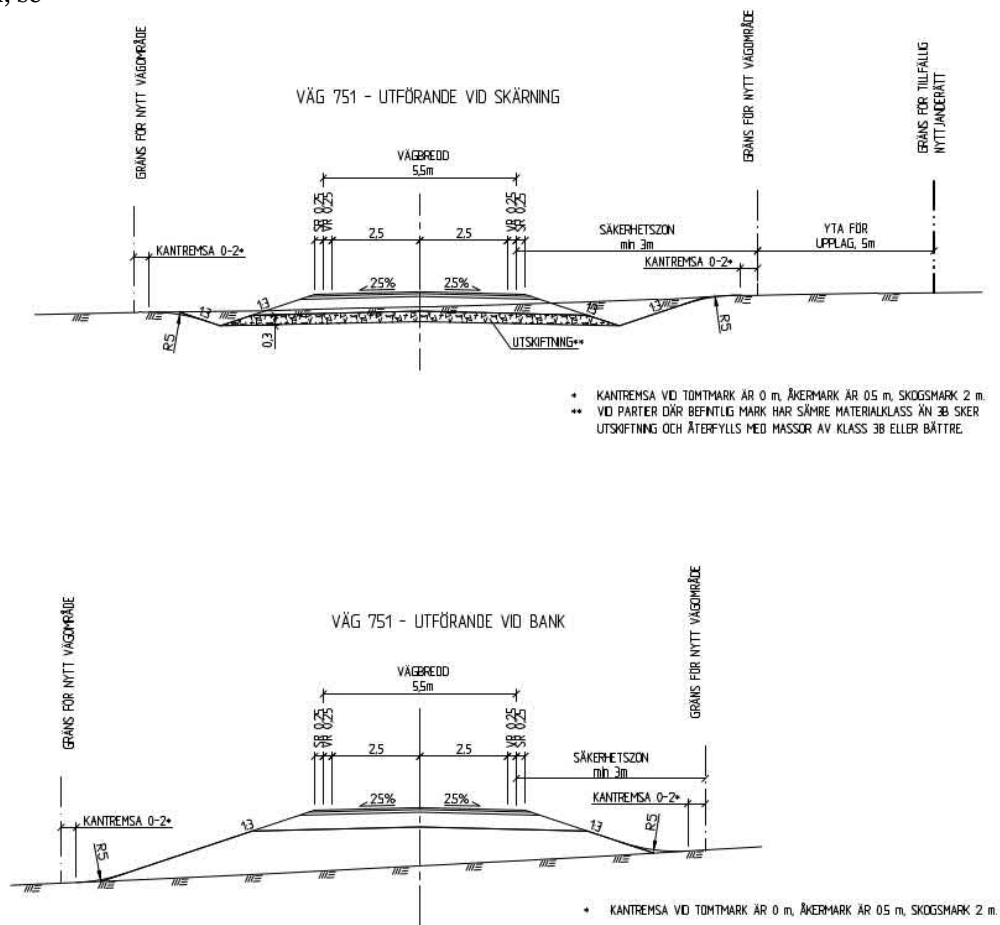 VÄG 751 - UTFÖRANDE VID SKÄRNING
GRÄNS FÖR NYTT VÄGOMRÅDE
GRÄNS FÖR NYTT VÄGOMRÅDE
GRÄNS FÖR TILLFÄLLIG
NYTTJANDERÄTT
VÄGBREDD
5,5m
SR 0,25
VR 0,25
2,5
2,5
VR 0,25
SR 0,25
SÄKERHETSZON
min 3m
YTA FÖR
UPPLAG, 5m
KANTREMSA 0-2*
KANTREMSA 0-2*
2,5%
2,5%
1:3
1:3
1:3
1:3
R5
R5
0,3
UTSKIFTNING**
* KANTREMSA VID TOMTMARK ÄR 0 m, ÅKERMARK ÄR 0,5 m, SKOGSMARK 2 m.
** VID PARTIER DÄR BEFINTLIG MARK HAR SÄMRE MATERIALKLASS ÄN 3B SKER
UTSKIFTNING OCH ÅTERFYLLS MED MASSOR AV KLASS 3B ELLER BÄTTRE.
VÄG 751 - UTFÖRANDE VID BANK
GRÄNS FÖR NYTT VÄGOMRÅDE
GRÄNS FÖR NYTT VÄGOMRÅDE
VÄGBREDD
5,5m
SR 0,25
VR 0,25
2,5
2,5
VR 0,25
SR 0,25
SÄKERHETSZON
min 3m
KANTREMSA 0-2*
KANTREMSA 0-2*
2,5%
2,5%
1:3
1:3
R5
R5
* KANTREMSA VID TOMTMARK ÄR 0 m, ÅKERMARK ÄR 0,5 m, SKOGSMARK 2 m.